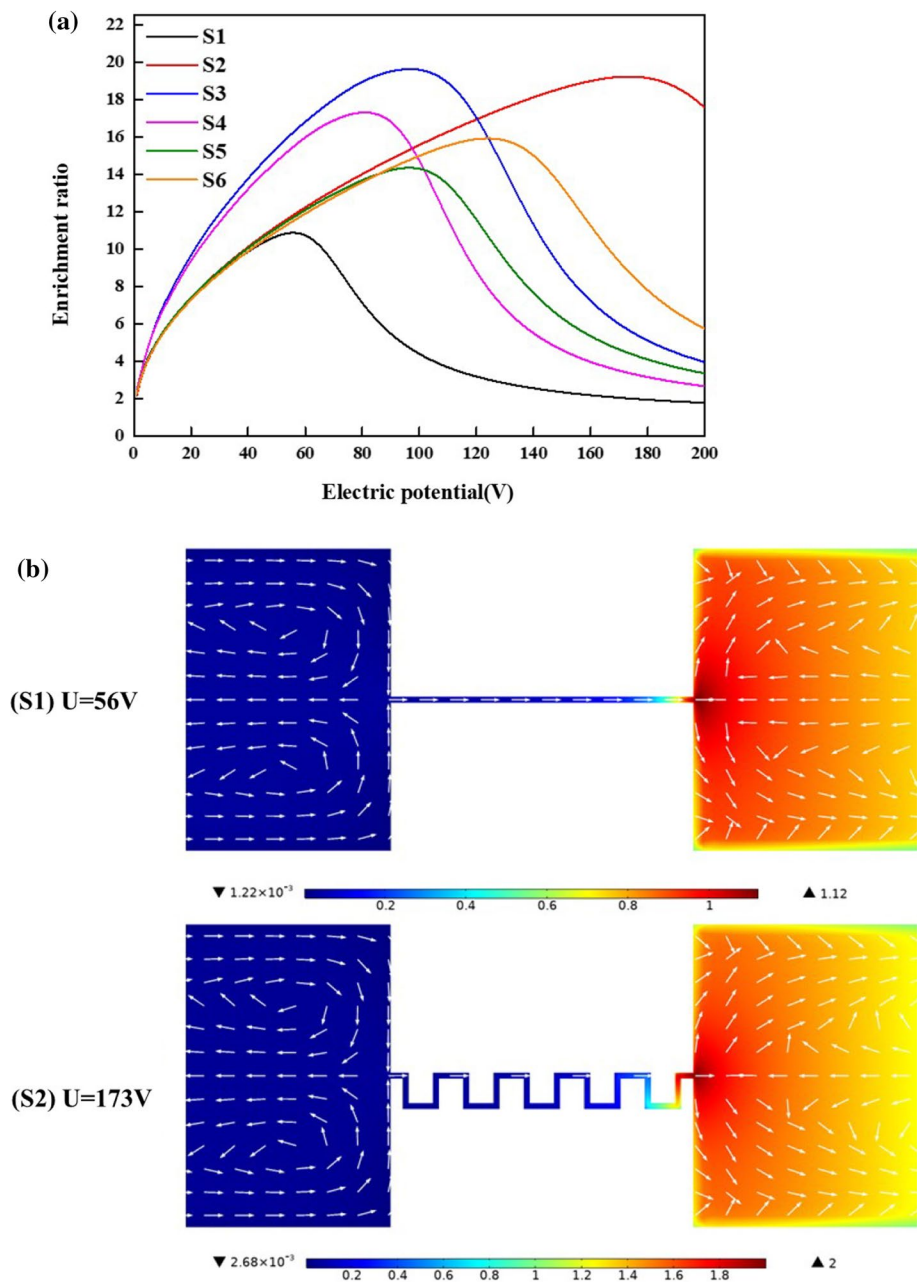 (a)
22
20
18
16
14
12
10
8
6
4
2
0
Enrichment ratio
S1
S2
S3
S4
S5
S6
0 20 40 60 80 100 120 140 160 180 200
Electric potential(V)
(b)
(S1) U=56V
▼ 1.22×10⁻³ 0.2 0.4 0.6 0.8 1 ▲ 1.12
(S2) U=173V
▼ 2.68×10⁻³ 0.2 0.4 0.6 0.8 1 1.2 1.4 1.6 1.8 ▲ 2